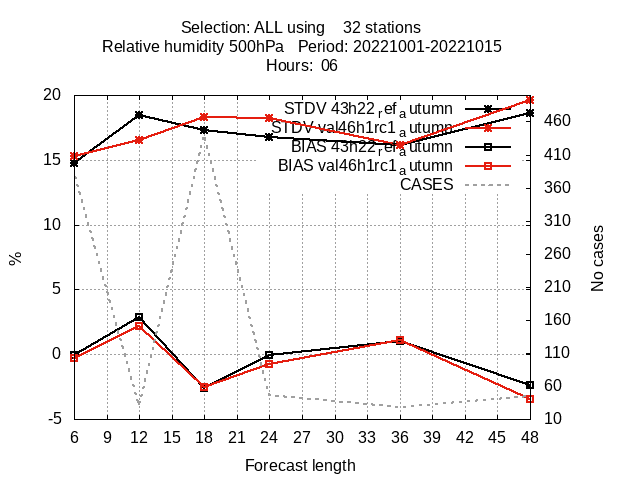 Selection: ALL using    32 stations
Relative humidity 500hPa   Period: 20221001-20221015
Hours:  06
20
15
10
5
0
-5
%
STDV 43h22_ref_autumn
STDV val46h1rc1_autumn
BIAS 43h22_ref_autumn
BIAS val46h1rc1_autumn
CASES
460
410
360
310
260
210
160
110
60
10
No cases
6 9 12 15 18 21 24 27 30 33 36 39 42 45 48
Forecast length